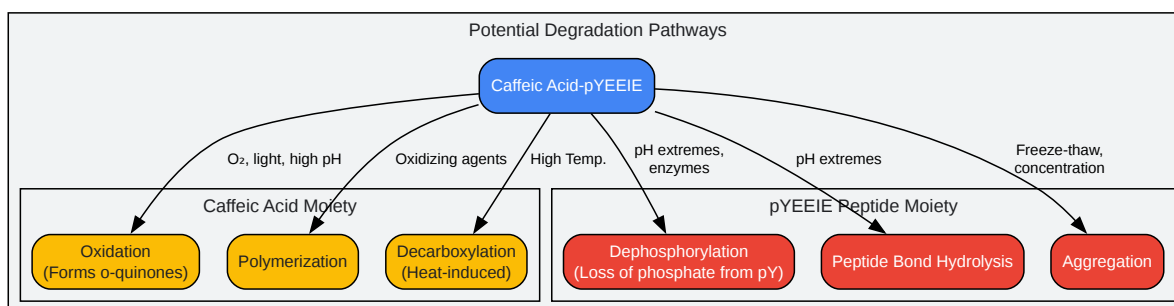 Potential Degradation Pathways
Caffeic Acid-pYEEIE
O₂, light, high pH
Oxidizing agents
High Temp.
pH extremes,
enzymes
pH extremes
Freeze-thaw,
concentration
Caffeic Acid Moiety
pYEEIE Peptide Moiety
Oxidation
(Forms o-quinones)
Polymerization
Decarboxylation
(Heat-induced)
Dephosphorylation
(Loss of phosphate from pY)
Peptide Bond Hydrolysis
Aggregation